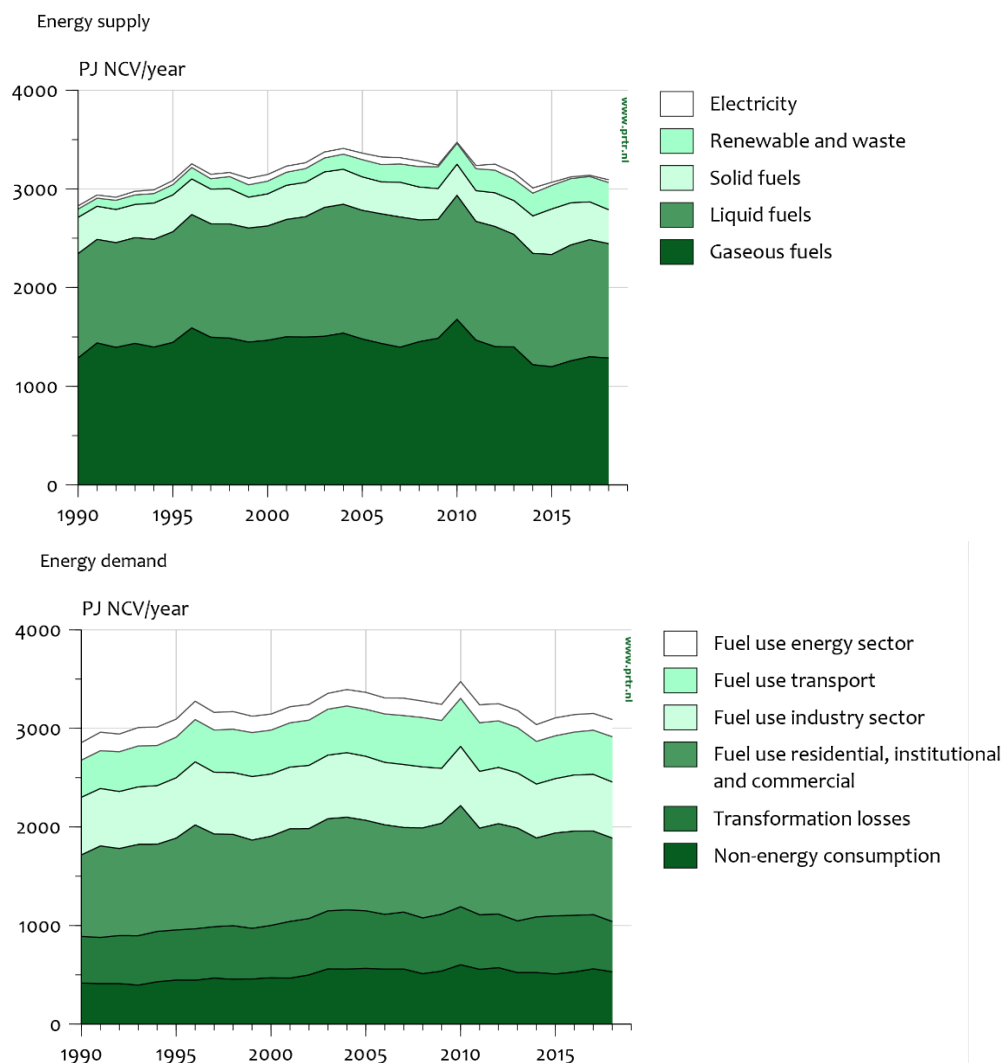 Energy supply
PJ NCV/year
4000
3000
2000
1000
0
1990
1995
2000
2005
2010
2015
www.prtr.nl
Electricity
Renewable and waste
Solid fuels
Liquid fuels
Gaseous fuels
Energy demand
PJ NCV/year
4000
3000
2000
1000
0
1990
1995
2000
2005
2010
2015
www.prtr.nl
Fuel use energy sector
Fuel use transport
Fuel use industry sector
Fuel use residential, institutional
and commercial
Transformation losses
Non-energy consumption